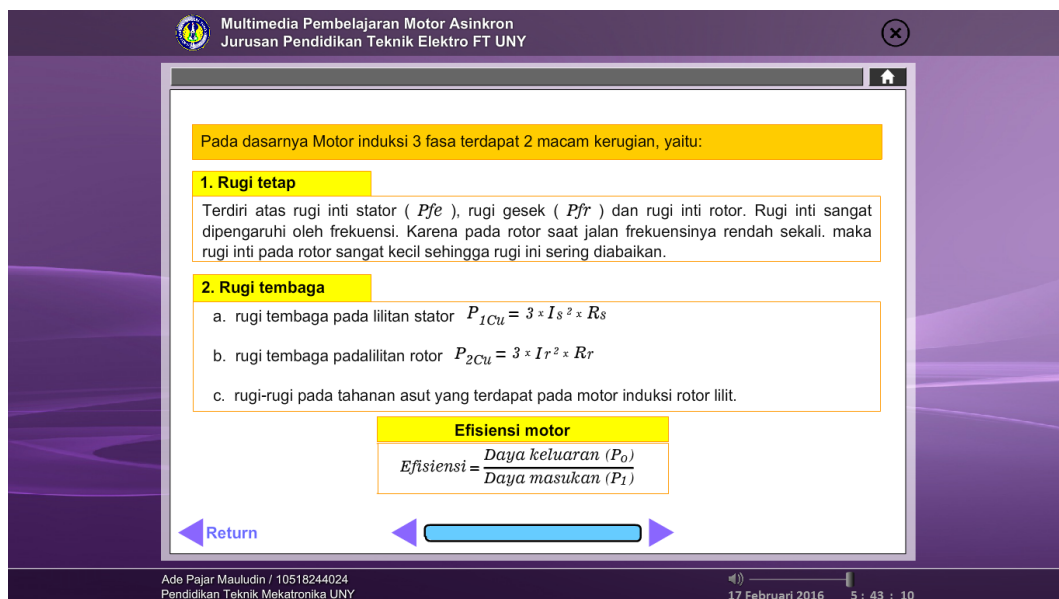 Multimedia Pembelajaran Motor Asinkron
Jurusan Pendidikan Teknik Elektro FT UNY
Pada dasarnya Motor induksi 3 fasa terdapat 2 macam kerugian, yaitu:
1. Rugi tetap
Terdiri atas rugi inti stator ( Pfe ), rugi gesek ( Pfr ) dan rugi inti rotor. Rugi inti sangat
dipengaruhi oleh frekuensi. Karena pada rotor saat jalan frekuensinya rendah sekali. maka
rugi inti pada rotor sangat kecil sehingga rugi ini sering diabaikan.
2. Rugi tembaga
a. rugi tembaga pada lilitan stator P₁Cu = 3 x Is² x Rs
b. rugi tembaga padalilitan rotor P₂Cu = 3 x Ir² x Rr
c. rugi-rugi pada tahanan asut yang terdapat pada motor induksi rotor lilit.
Efisiensi motor
Efisiensi = Daya keluaran (Pₒ)
Daya masukan (P₁)
Return
Ade Pajar Mauludin / 10518244024
Pendidikan Teknik Mekatronika UNY
17 Februari 2016 5 : 43 : 10